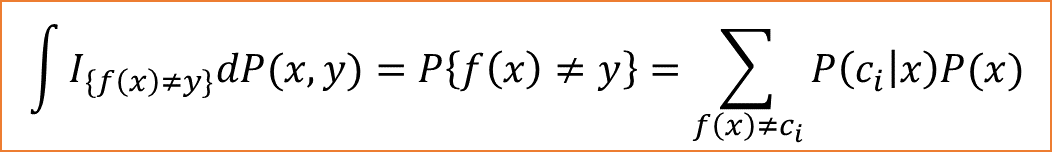 ∫ I_{f(x)≠y} dP(x, y) = P{f(x) ≠ y} = ∑_{f(x)≠c_i} P(c_i|x)P(x)